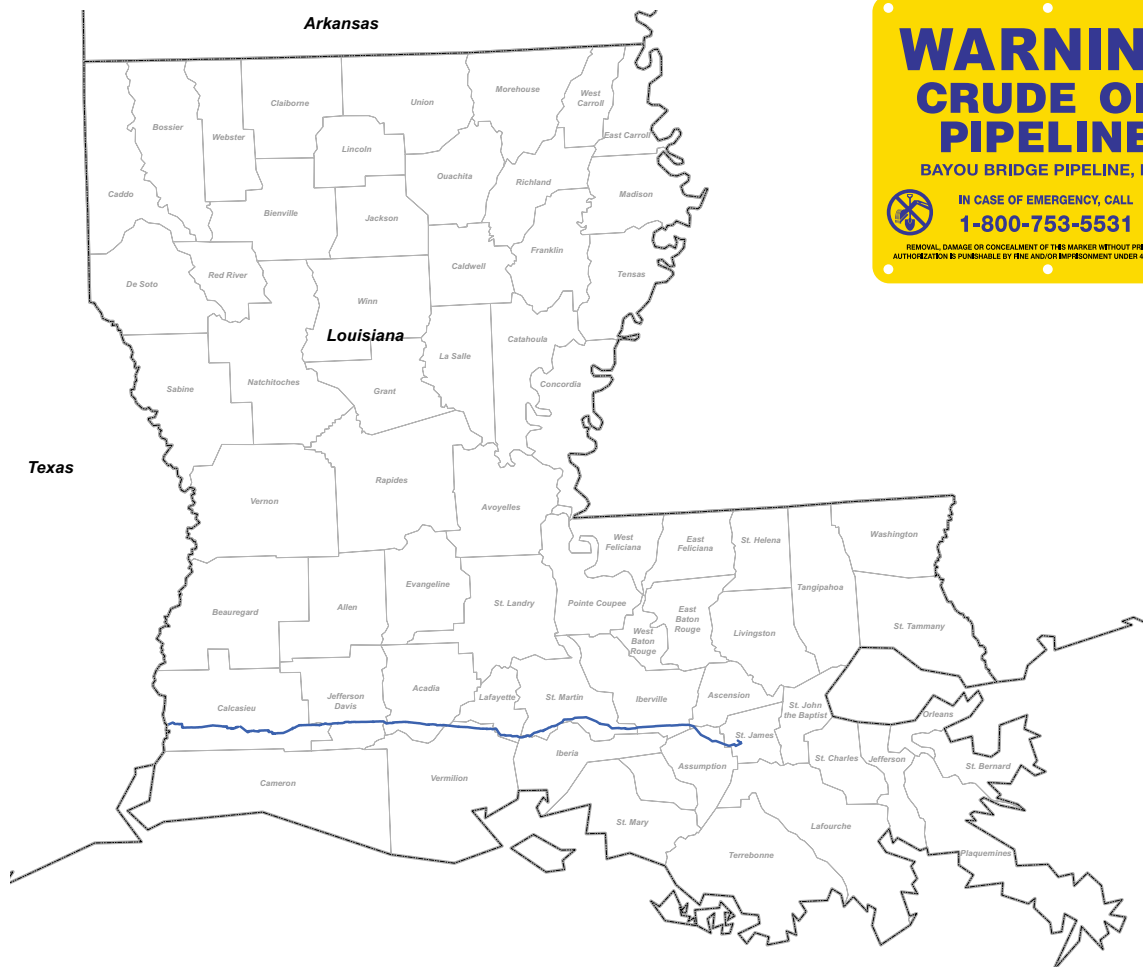 Arkansas
WARNIN
CRUDE O
PIPELINE
BAYOU BRIDGE PIPELINE,
IN CASE OF EMERGENCY, CALL
1-800-753-5531
REMOVAL, DAMAGE OR CONCEALMENT OF THIS MARKER WITHOUT PRI
AUTHORIZATION IS PUNISHABLE BY FINE AND/OR IMPRISONMENT UNDER 4
Claiborne
Union
Morehouse
West
Carroll
East Carroll
Bossier
Webster
Lincoln
Ouachita
Richland
Madison
Caddo
Bienville
Jackson
Franklin
De Soto
Red River
Caldwell
Tensas
Winn
Louisiana
La Salle
Catahoula
Sabine
Natchitoches
Grant
Concordia
Texas
Vernon
Rapides
Avoyelles
West
Feliciana
East
Feliciana
St. Helena
Washington
Tangipahoa
Beauregard
Allen
Evangeline
St. Landry
Pointe Coupee
West
Baton
Rouge
East
Baton
Rouge
Livingston
St. Tammany
Calcasieu
Jefferson
Davis
Acadia
Lafayette
St. Martin
Iberville
Ascension
St. John
the Baptist
Orleans
St. James
Cameron
Vermilion
Iberia
Assumption
St. Charles
Jefferson
St. Bernard
St. Mary
Lafourche
Terrebonne
Plaquemines